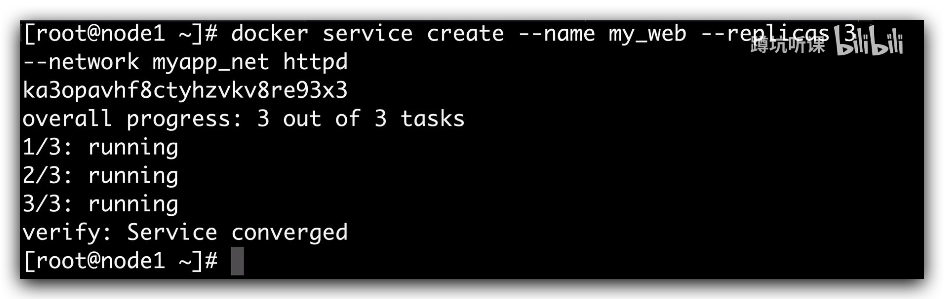 [root@node1 ~]# docker service create --name my_web --replicas 3
蹲坑听课 bilibili
--network myapp_net httpd
ka3opavhf8ctyhzvkv8re93x3
overall progress: 3 out of 3 tasks
1/3: running
2/3: running
3/3: running
verify: Service converged
[root@node1 ~]#